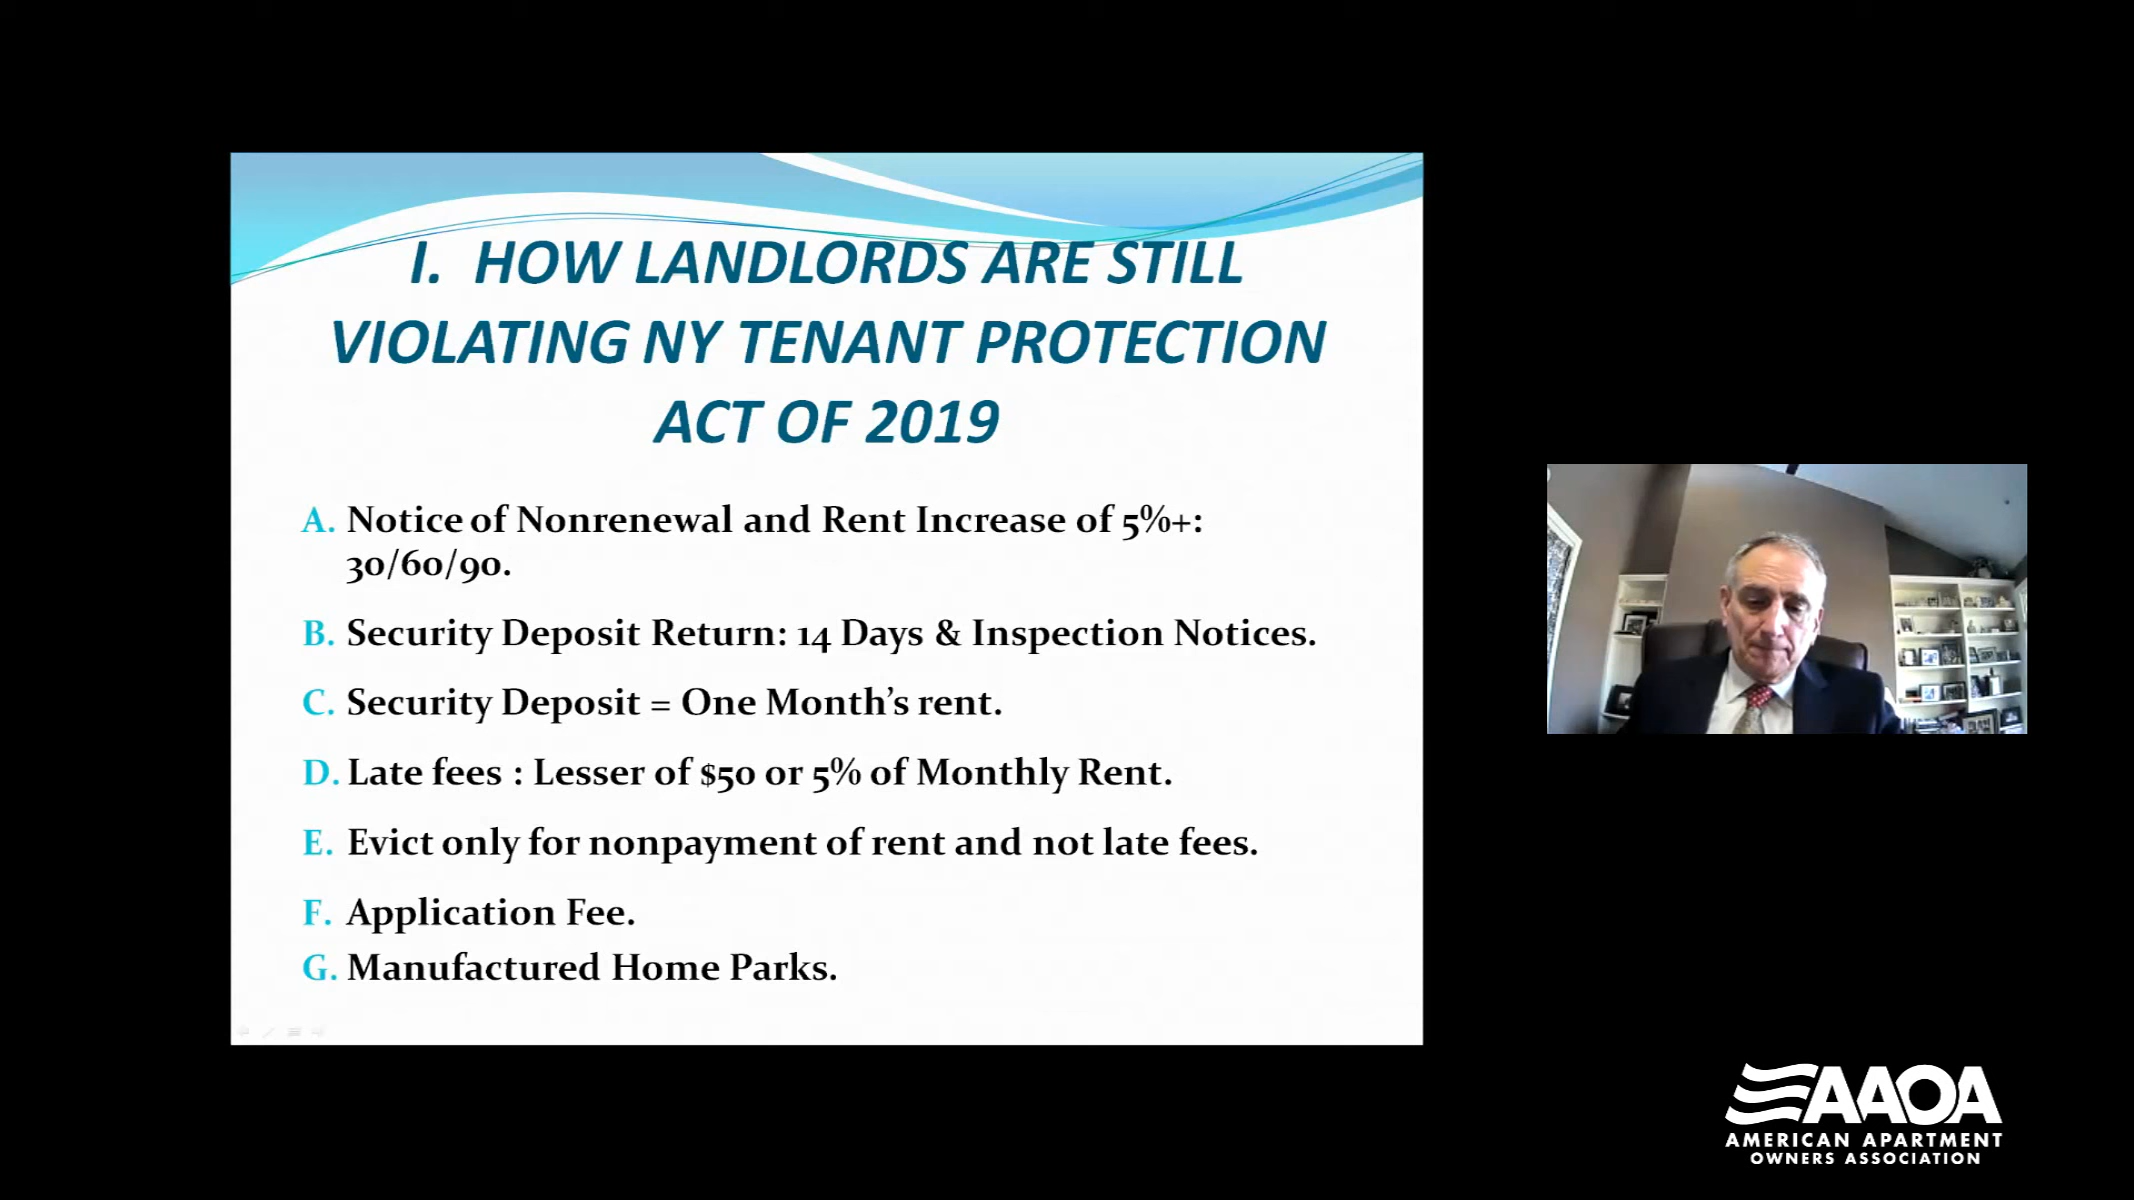 I. HOW LANDLORDS ARE STILL
VIOLATING NY TENANT PROTECTION
ACT OF 2019
A. Notice of Nonrenewal and Rent Increase of 5%+:
30/60/90.
B. Security Deposit Return: 14 Days & Inspection Notices.
C. Security Deposit = One Month’s rent.
D. Late fees : Lesser of $50 or 5% of Monthly Rent.
E. Evict only for nonpayment of rent and not late fees.
F. Application Fee.
G. Manufactured Home Parks.
AAOA
AMERICAN APARTMENT
OWNERS ASSOCIATION